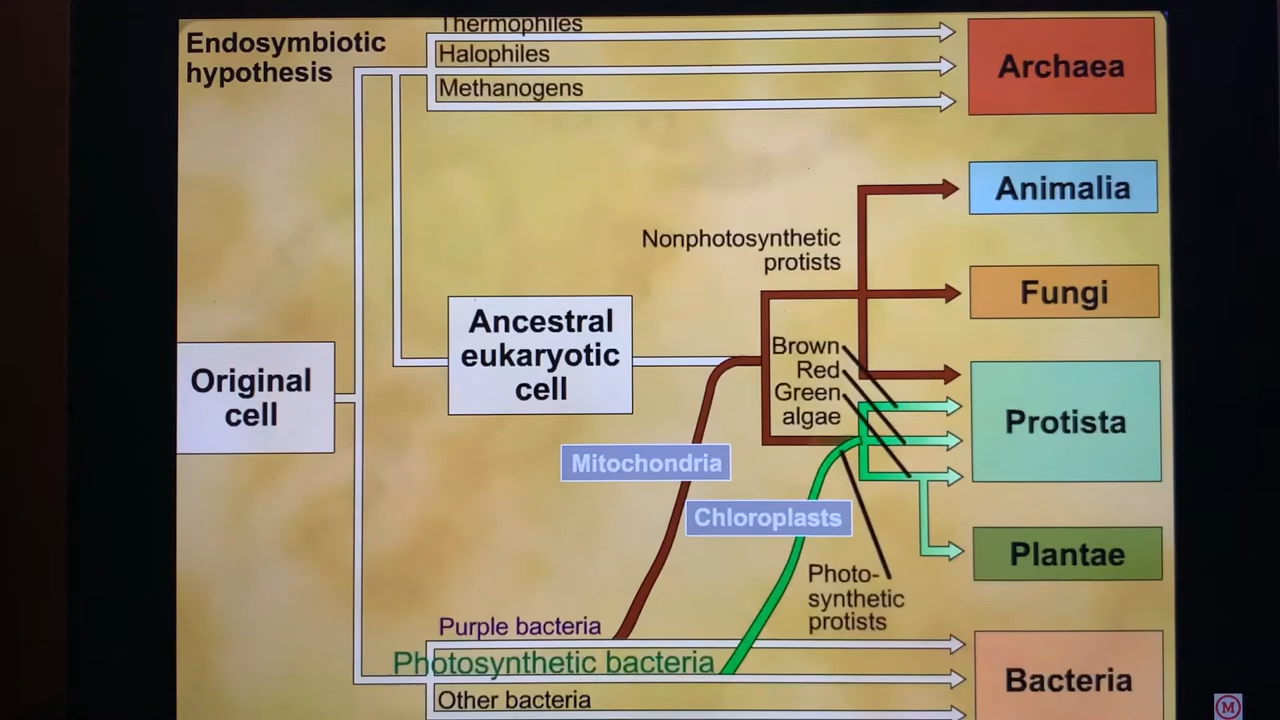 Endosymbiotic
hypothesis
Thermophiles
Halophiles
Methanogens
Archaea
Animalia
Nonphotosynthetic
protists
Fungi
Ancestral
eukaryotic
cell
Original
cell
Brown
Red
Green
algae
Protista
Mitochondria
Chloroplasts
Plantae
Photo-
synthetic
protists
Purple bacteria
Photosynthetic bacteria
Other bacteria
Bacteria
M